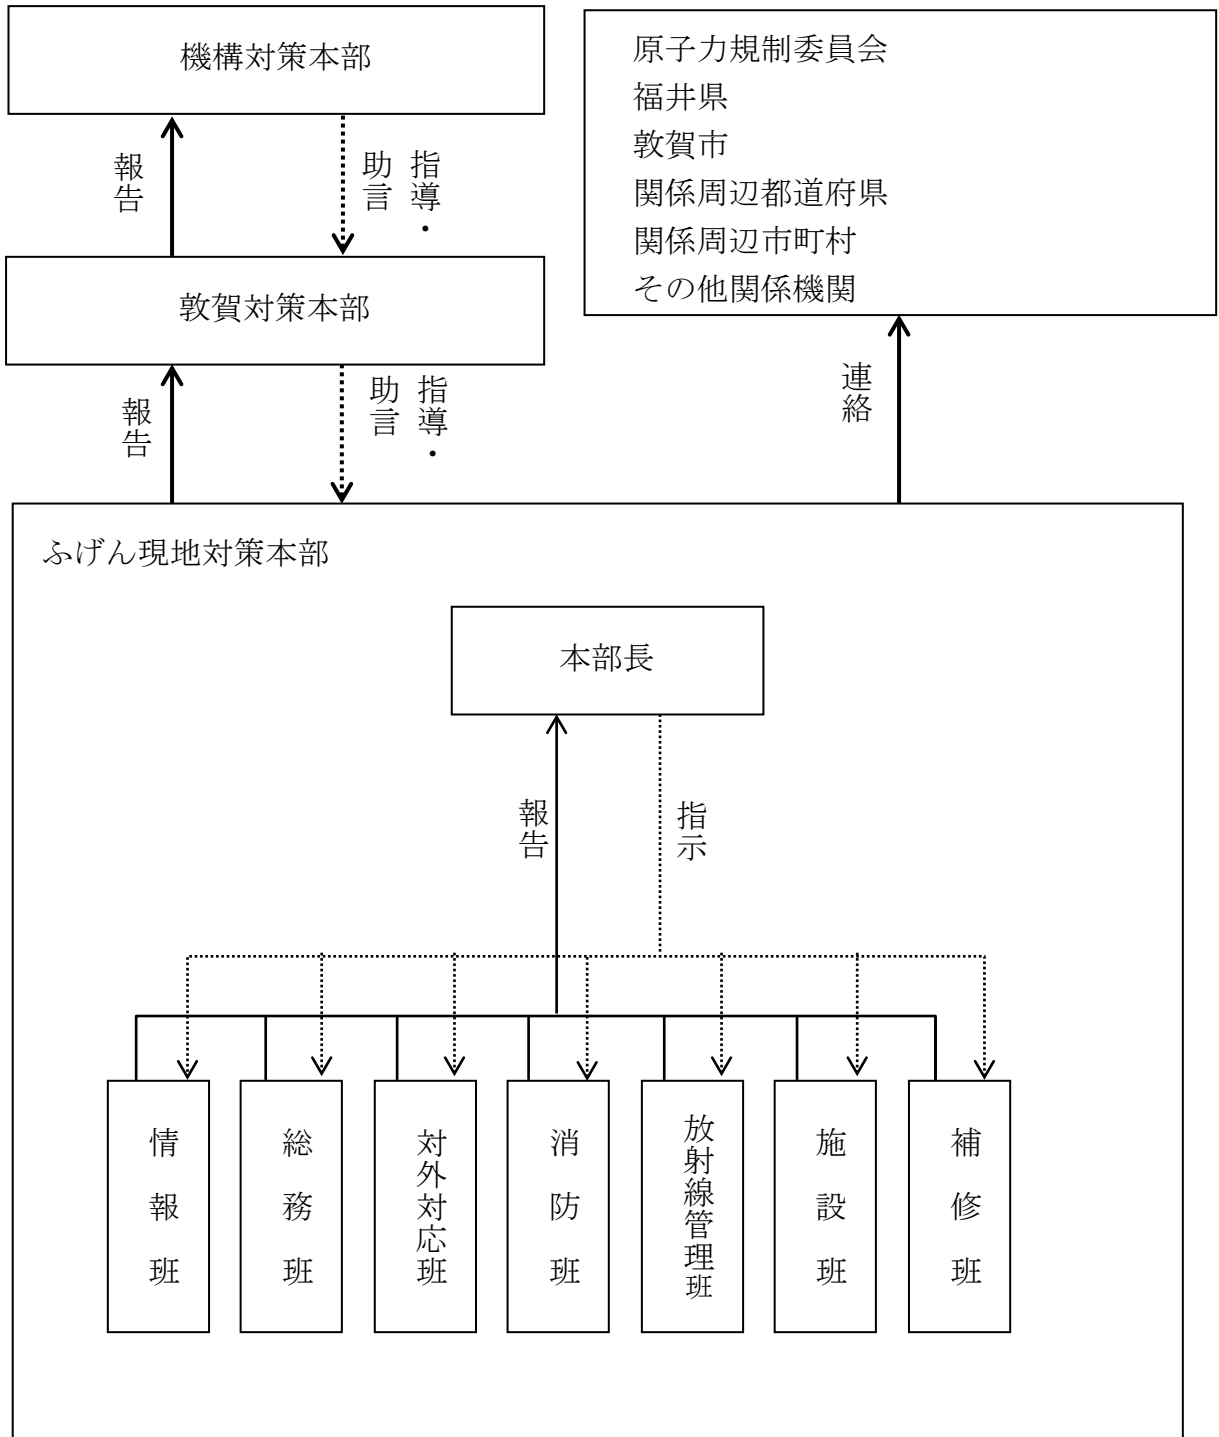 機構対策本部
原子力規制委員会
福井県
敦賀市
関係周辺都道府県
関係周辺市町村
その他関係機関
報告
指導・
助言
敦賀対策本部
報告
指導・
助言
連絡
ふげん現地対策本部
本部長
報告
指示
情報班
総務班
対外対応班
消防班
放射線管理班
施設班
補修班